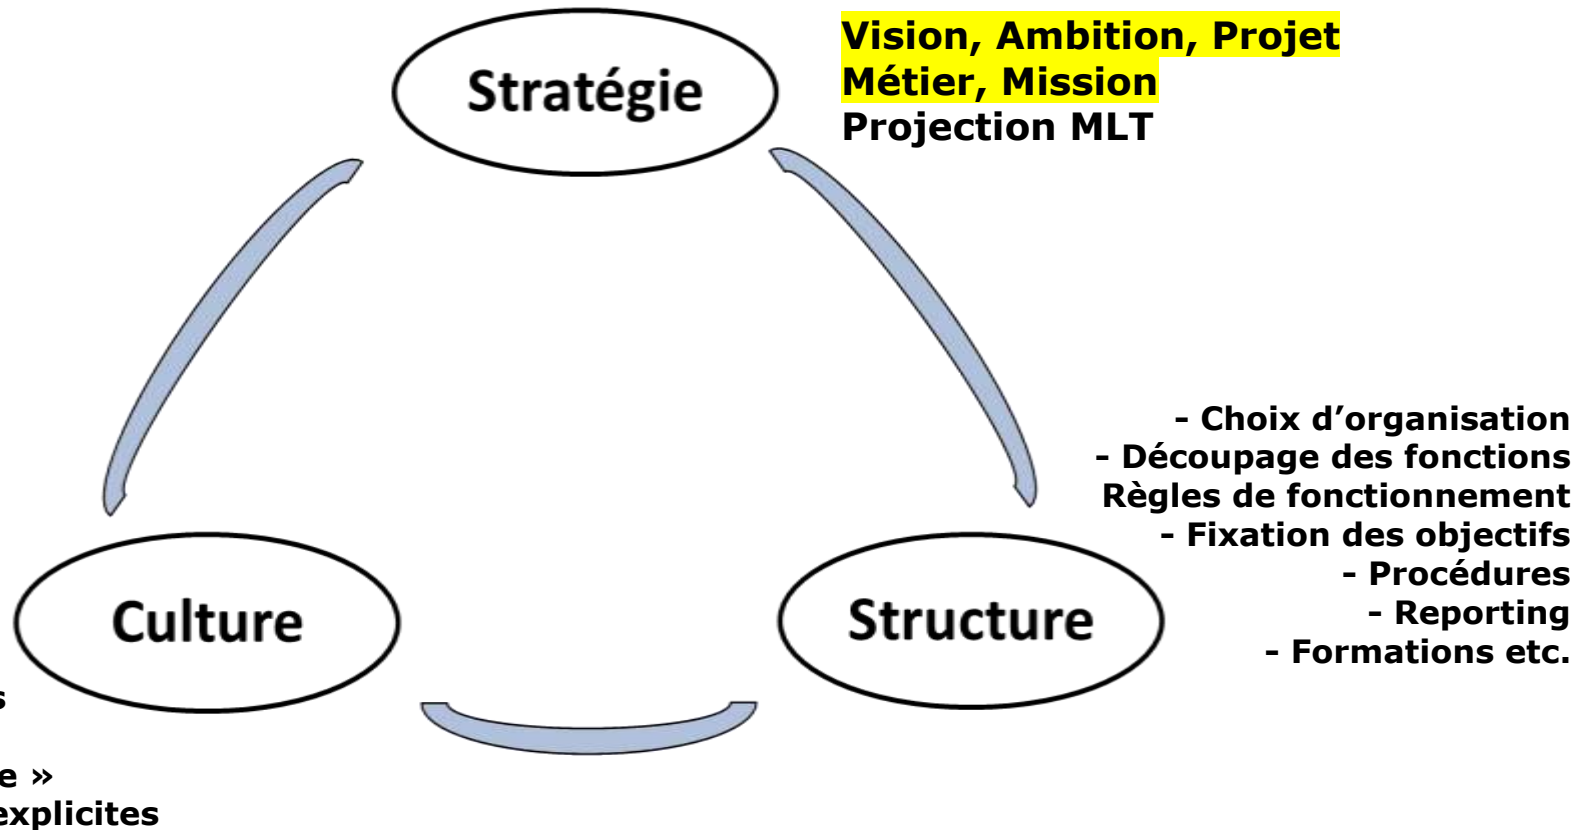 Vision, Ambition, Projet
Métier, Mission
Projection MLT
Stratégie
- Choix d’organisation
- Découpage des fonctions
Règles de fonctionnement
- Fixation des objectifs
- Procédures
- Reporting
- Formations etc.
Culture
Structure
s
e »
explicites